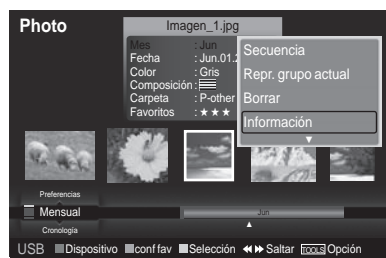 Photo
Imagen_1.jpg
Mes : Jun
Fecha : Jun.01.2
Color : Gris
Composición :
Carpeta : P-other
Favoritos : ★ ★ ★
Secuencia
Repr. grupo actual
Borrar
Información
Preferencias
Mensual
Jun
Cronología
USB Dispositivo conf fav Selección Saltar TOOLS Opción